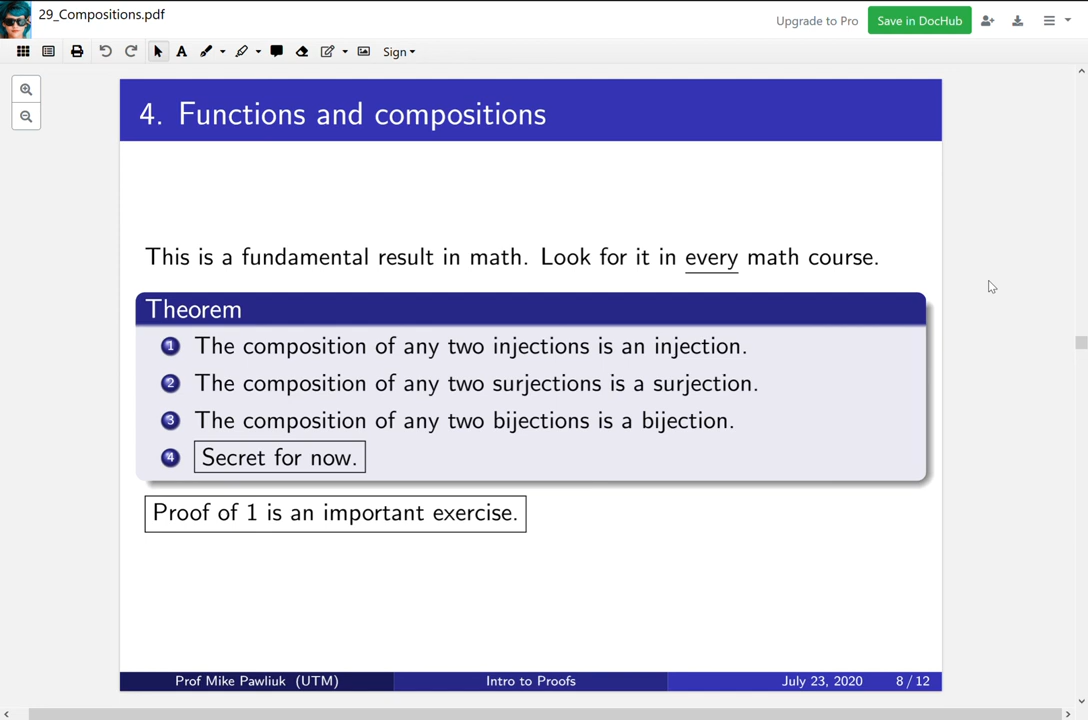 29_Compositions.pdf
Upgrade to Pro
Save in DocHub
A
Sign
4. Functions and compositions
This is a fundamental result in math. Look for it in every math course.
Theorem
1 The composition of any two injections is an injection.
2 The composition of any two surjections is a surjection.
3 The composition of any two bijections is a bijection.
4 Secret for now.
Proof of 1 is an important exercise.
Prof Mike Pawliuk (UTM) Intro to Proofs July 23, 2020 8 / 12